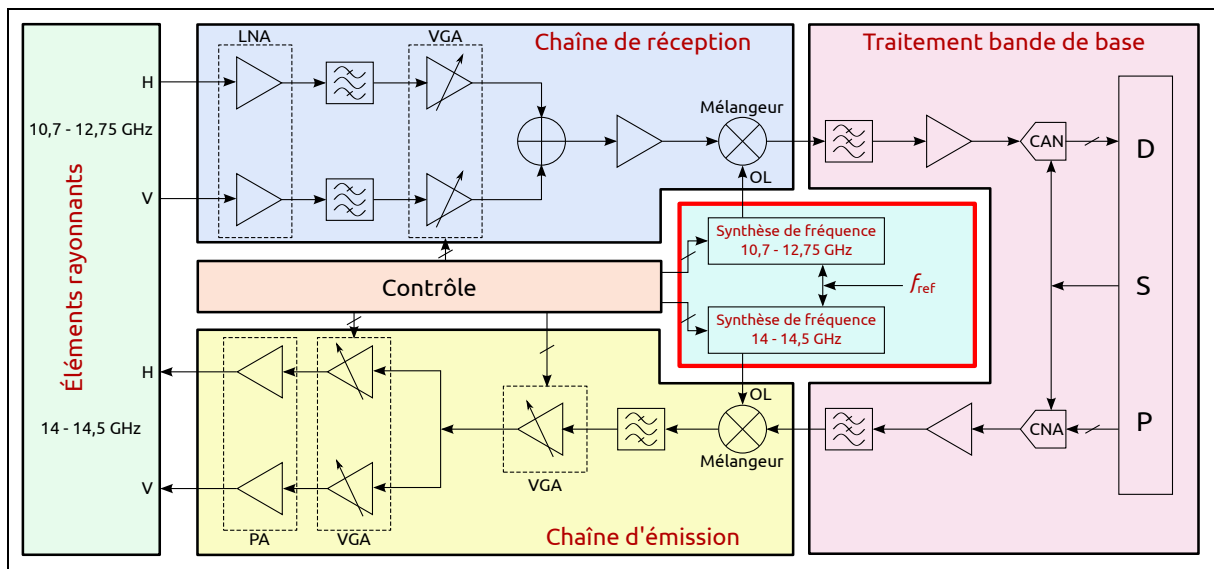 LNA
VGA
Chaîne de réception
Traitement bande de base
H
10,7 - 12,75 GHz
V
Éléments rayonnants
Mélangeur
OL
CAN
D
S
P
Synthèse de fréquence
10,7 - 12,75 GHz
Contrôle
fref
Synthèse de fréquence
14 - 14,5 GHz
OL
H
14 - 14,5 GHz
V
Mélangeur
CNA
VGA
PA
VGA
Chaîne d'émission